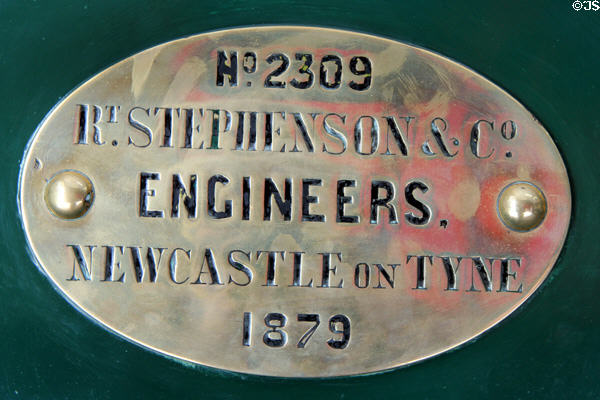 ©JS
Nº. 2309
RT. STEPHENSON & Cº.
ENGINEERS.
NEWCASTLE ON TYNE
1879